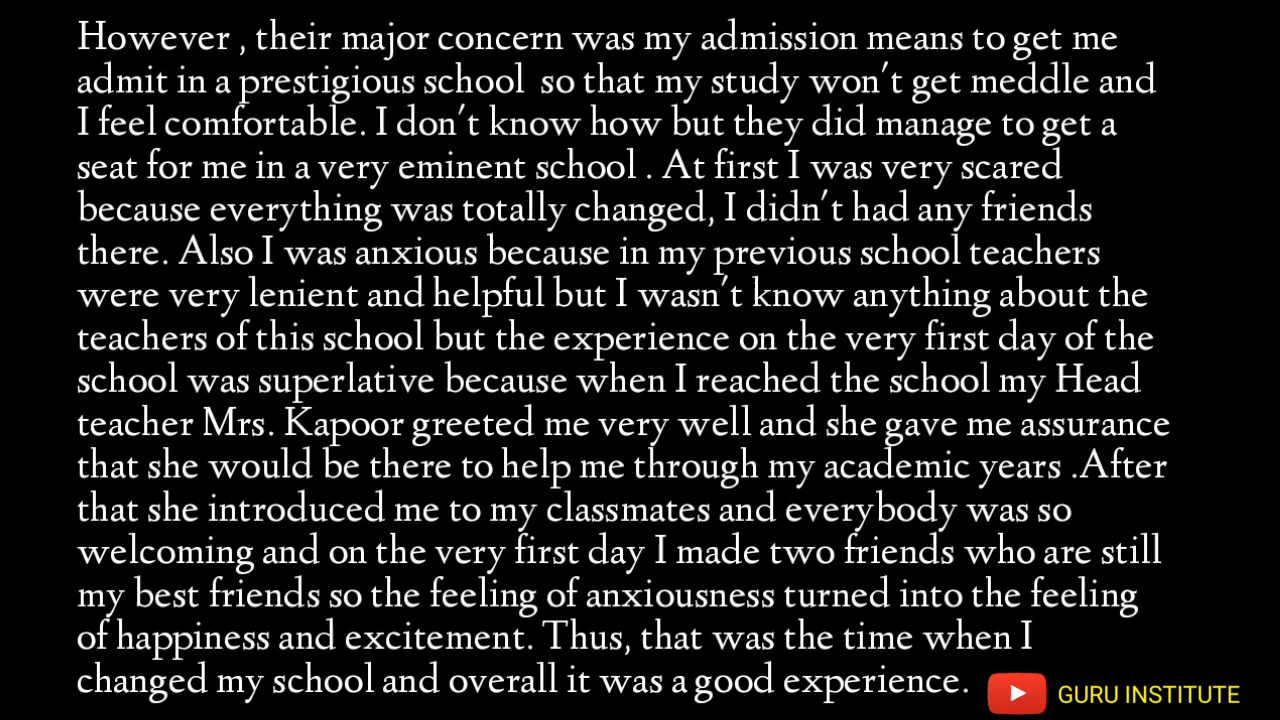 However , their major concern was my admission means to get me
admit in a prestigious school so that my study won't get meddle and
I feel comfortable. I don't know how but they did manage to get a
seat for me in a very eminent school . At first I was very scared
because everything was totally changed, I didn't had any friends
there. Also I was anxious because in my previous school teachers
were very lenient and helpful but I wasn't know anything about the
teachers of this school but the experience on the very first day of the
school was superlative because when I reached the school my Head
teacher Mrs. Kapoor greeted me very well and she gave me assurance
that she would be there to help me through my academic years .After
that she introduced me to my classmates and everybody was so
welcoming and on the very first day I made two friends who are still
my best friends so the feeling of anxiousness turned into the feeling
of happiness and excitement. Thus, that was the time when I
changed my school and overall it was a good experience.
GURU INSTITUTE